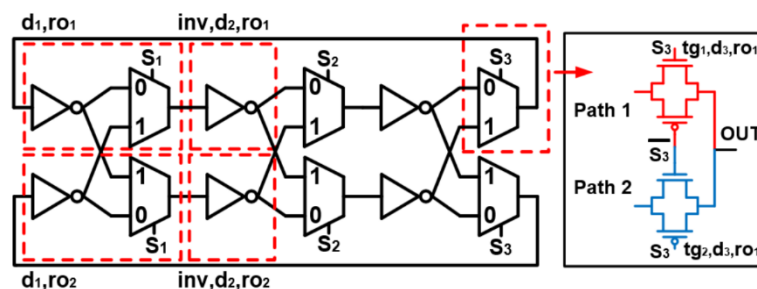 d₁,ro₁
inv,d₂,ro₁
S₁
S₂
S₃
0
0
0
1
1
1
1
1
1
0
0
0
S₁
S₂
S₃
d₁,ro₂
inv,d₂,ro₂
S₃
tg₁,d₃,ro₁
Path 1
OUT
S̅₃
Path 2
S₃
tg₂,d₃,ro₁